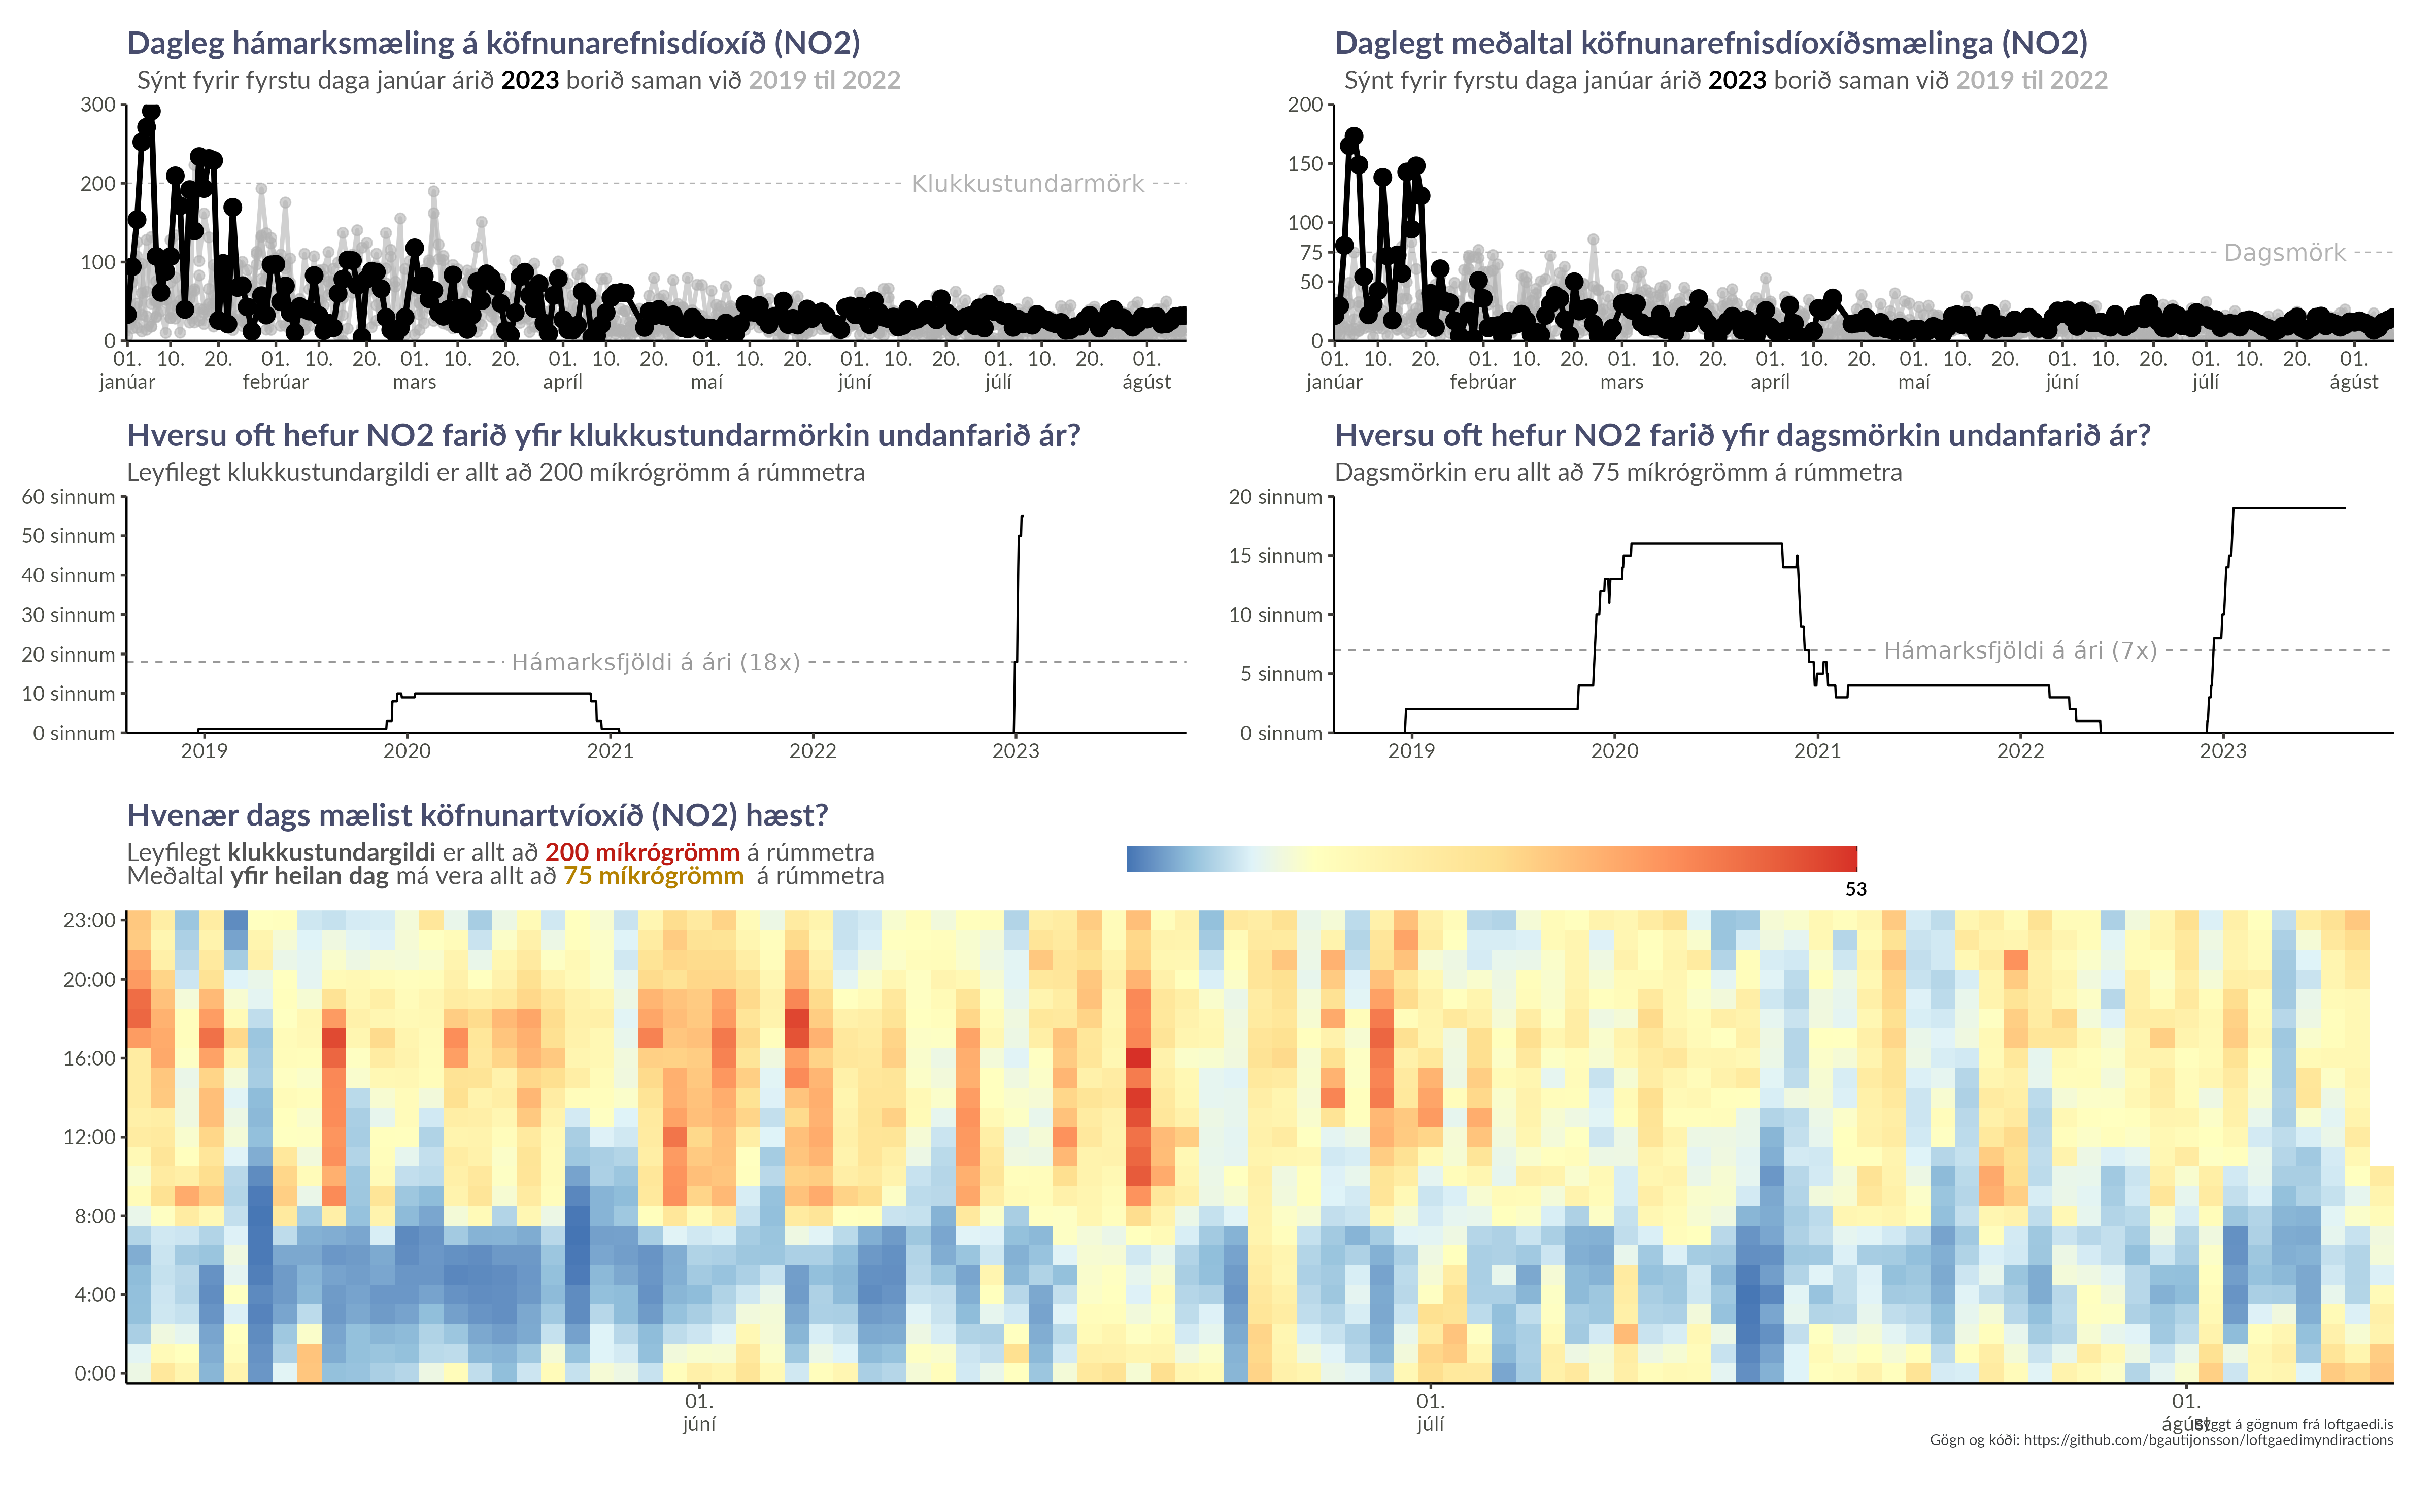 Dagleg hámarksmæling á köfnunarefnisdíoxíð (NO2)
Sýnt fyrir fyrstu daga janúar árið 2023 borið saman við 2019 til 2022
300
200
100
0
Klukkustundarmörk
01. 10. 20. 01. 10. 20. 01. 10. 20. 01. 10. 20. 01. 10. 20. 01. 10. 20. 01. 10. 20. 01.
janúar febrúar mars apríl maí júní júlí ágúst
Daglegt meðaltal köfnunarefnisdíoxíðsmælinga (NO2)
Sýnt fyrir fyrstu daga janúar árið 2023 borið saman við 2019 til 2022
200
150
100
75
50
0
Dagsmörk
01. 10. 20. 01. 10. 20. 01. 10. 20. 01. 10. 20. 01. 10. 20. 01. 10. 20. 01. 10. 20. 01.
janúar febrúar mars apríl maí júní júlí ágúst
Hversu oft hefur NO2 farið yfir klukkustundarmörkin undanfarið ár?
Leyfilegt klukkustundargildi er allt að 200 míkrógrömm á rúmmetra
60 sinnum
50 sinnum
40 sinnum
30 sinnum
20 sinnum
10 sinnum
0 sinnum
Hámarksfjöldi á ári (18x)
2019 2020 2021 2022 2023
Hversu oft hefur NO2 farið yfir dagsmörkin undanfarið ár?
Dagsmörkin eru allt að 75 míkrógrömm á rúmmetra
20 sinnum
15 sinnum
10 sinnum
5 sinnum
0 sinnum
Hámarksfjöldi á ári (7x)
2019 2020 2021 2022 2023
Hvenær dags mælist köfnunartvíoxíð (NO2) hæst?
Leyfilegt klukkustundargildi er allt að 200 míkrógrömm á rúmmetra
Meðaltal yfir heilan dag má vera allt að 75 míkrógrömm á rúmmetra
53
23:00
20:00
16:00
12:00
8:00
4:00
0:00
01. 01. 01.
júní júlí ágúst
Byggt á gögnum frá loftgaedi.is
Gögn og kóði: https://github.com/bgautijonsson/loftgaedimyndiractions